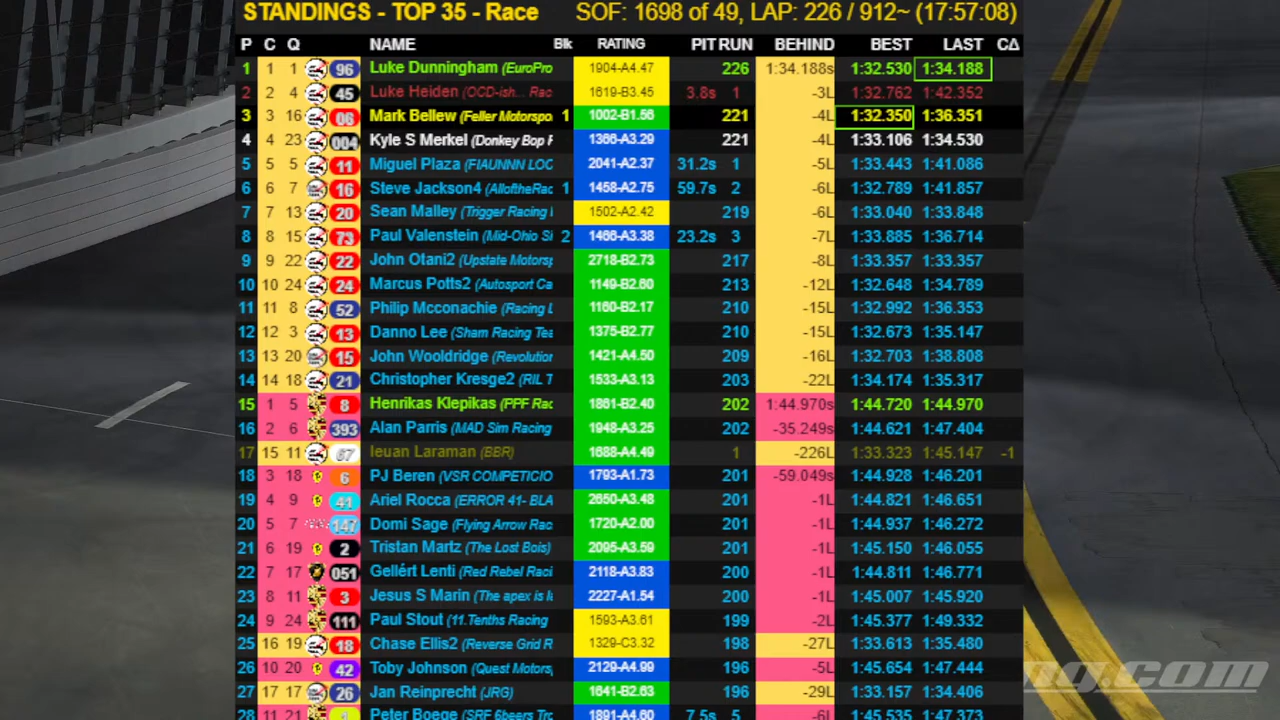 STANDINGS - TOP 35 - Race SOF: 1698 of 49, LAP: 226 / 912~ (17:57:08)
P C Q NAME Blk RATING PIT RUN BEHIND BEST LAST CΔ
1 1 1 96 Luke Dunningham (EuroPro 1904-A4.47 226 1:34.188s 1:32.530 1:34.188
2 2 4 45 Luke Heiden (OCD-ish... Rac 1619-B3.45 3.8s 1 -3L 1:32.762 1:42.352
3 3 16 06 Mark Bellew (Feller Motorspo 1 1002-B1.56 221 -4L 1:32.350 1:36.351
4 4 23 004 Kyle S Merkel (Donkey Bop F 1366-A3.29 221 -4L 1:33.106 1:34.530
5 5 5 11 Miguel Plaza (FIAUNNN LOC 2041-A2.37 31.2s 1 -5L 1:33.443 1:41.086
6 6 7 16 Steve Jackson4 (AlloftheRac 1 1458-A2.75 59.7s 2 -6L 1:32.789 1:41.857
7 7 13 20 Sean Malley (Trigger Racing 1502-A2.42 219 -6L 1:33.040 1:33.848
8 8 15 73 Paul Valenstein (Mid-Ohio Si 2 1466-A3.38 23.2s 3 -7L 1:33.885 1:36.714
9 9 22 22 John Otani2 (Upstate Motorsp 2718-B2.73 217 -8L 1:33.357 1:33.357
10 10 24 24 Marcus Potts2 (Autosport Ca 1149-B2.60 213 -12L 1:32.648 1:34.789
11 11 8 52 Philip Mcconachie (Racing L 1160-B2.17 210 -15L 1:32.992 1:36.353
12 12 3 13 Danno Lee (Sham Racing Tea 1375-B2.77 210 -15L 1:32.673 1:35.147
13 13 20 15 John Wooldridge (Revolution 1421-A4.50 209 -16L 1:32.703 1:38.808
14 14 18 21 Christopher Kresge2 (RIL T 1533-A3.13 203 -22L 1:34.174 1:35.317
15 1 5 8 Henrikas Klepikas (PPF Rac 1861-B2.40 202 1:44.970s 1:44.720 1:44.970
16 2 6 393 Alan Parris (MAD Sim Racing 1948-A3.25 202 -35.249s 1:44.621 1:47.404
17 15 11 67 Ieuan Laraman (BBR) 1688-A4.49 1 -226L 1:33.323 1:45.147 -1
18 3 18 6 PJ Beren (VSR COMPETICIO 1793-A1.73 201 -59.049s 1:44.928 1:46.201
19 4 9 41 Ariel Rocca (ERROR 41- BLA 2650-A3.48 201 -1L 1:44.821 1:46.651
20 5 7 147 Domi Sage (Flying Arrow Rac 1720-A2.00 201 -1L 1:44.937 1:46.272
21 6 19 2 Tristan Martz (The Lost Bois) 2095-A3.59 201 -1L 1:45.150 1:46.055
22 7 17 051 Gellért Lenti (Red Rebel Raci 2118-A3.83 200 -1L 1:44.811 1:46.771
23 8 11 3 Jesus S Marin (The apex is l 2227-A1.54 200 -1L 1:45.007 1:45.920
24 9 24 111 Paul Stout (11.Tenths Racing 1593-A3.61 199 -2L 1:45.377 1:49.332
25 16 19 18 Chase Ellis2 (Reverse Grid R 1329-C3.32 198 -27L 1:33.613 1:35.480
26 10 20 42 Toby Johnson (Quest Motors 2129-A4.99 196 -5L 1:45.654 1:47.444
27 17 17 26 Jan Reinprecht (JRG) 1641-B2.63 196 -29L 1:33.157 1:34.406
28 11 21 Peter Boege (SRF 6beers Tr 1891-A4.60 7.5s 5 -6L 1:45.535 1:47.373
ng.com